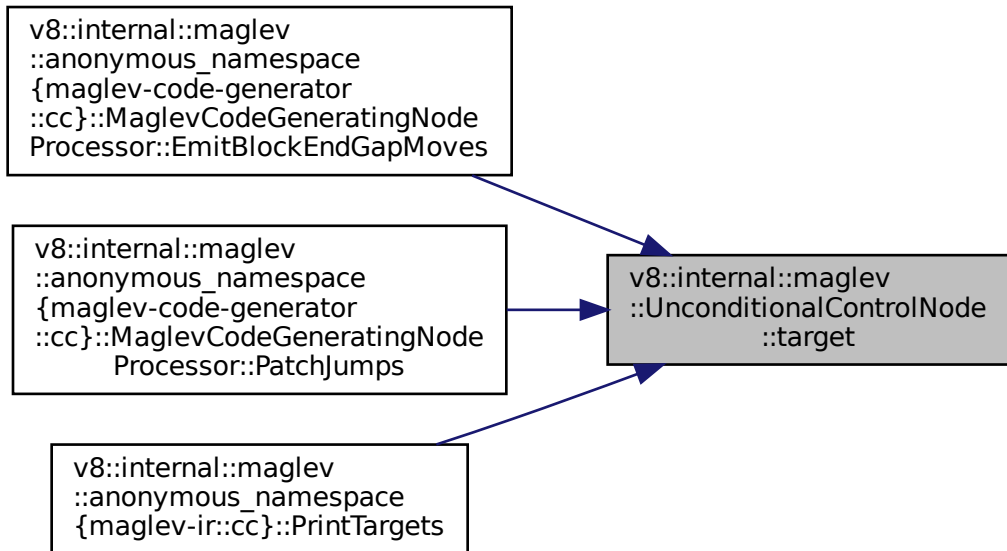 v8::internal::maglev
::anonymous_namespace
{maglev-code-generator
::cc}::MaglevCodeGeneratingNode
Processor::EmitBlockEndGapMoves
v8::internal::maglev
::anonymous_namespace
{maglev-code-generator
::cc}::MaglevCodeGeneratingNode
Processor::PatchJumps
v8::internal::maglev
::anonymous_namespace
{maglev-ir::cc}::PrintTargets
v8::internal::maglev
::UnconditionalControlNode
::target